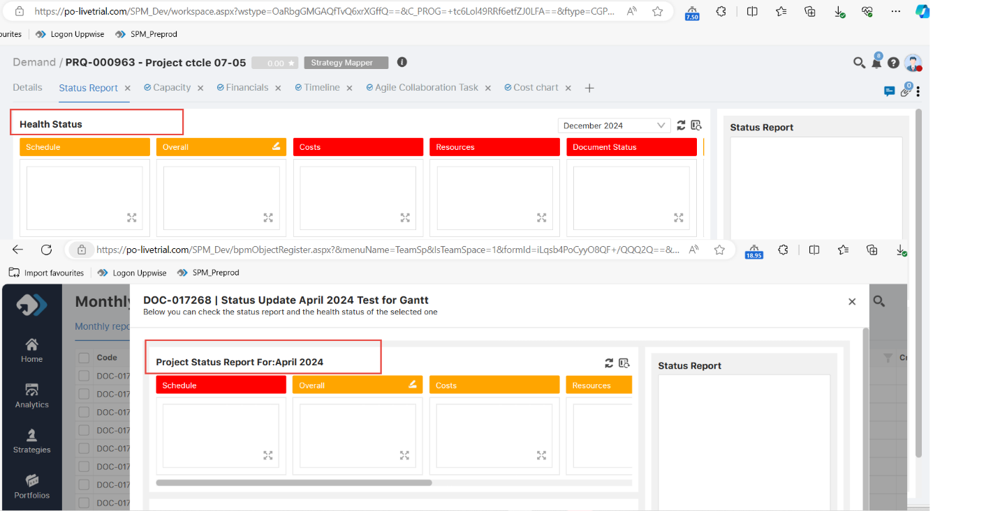 https://po-livetrial.com/SPM_Dev/workspace.aspx?wstype=OaRbgGMGAQfTvQ6xrXGffQ==&C_PROG=+tc6Lol49RRf6etfZJ0LFA==&ftype=CGP...
7.50
ourites
Logon Uppwise
SPM_Preprod
Demand / PRQ-000963 - Project ctcle 07-05
0.00
Strategy Mapper
8
Details
Status Report
Capacity
Financials
Timeline
Agile Collaboration Task
Cost chart
0
Health Status
December 2024
Status Report
Schedule
Overall
Costs
Resources
Document Status
https://po-livetrial.com/SPM_Dev/bpmObjectRegister.aspx?&menuName=TeamSp&IsTeamSpace=1&formId=iLqsb4PoCyyO8QF+/QQQ2Q==&...
18.95
Import favourites
Logon Uppwise
SPM_Preprod
Monthly
Monthly repo
DOC-017268 | Status Update April 2024 Test for Gantt
Below you can check the status report and the health status of the selected one
Home
Analytics
Strategies
Portfolios
Code
DOC-017
DOC-017
DOC-017
DOC-017
DOC-017
DOC-017
DOC-017
DOC-017
Project Status Report For:April 2024
Status Report
Schedule
Overall
Costs
Resources